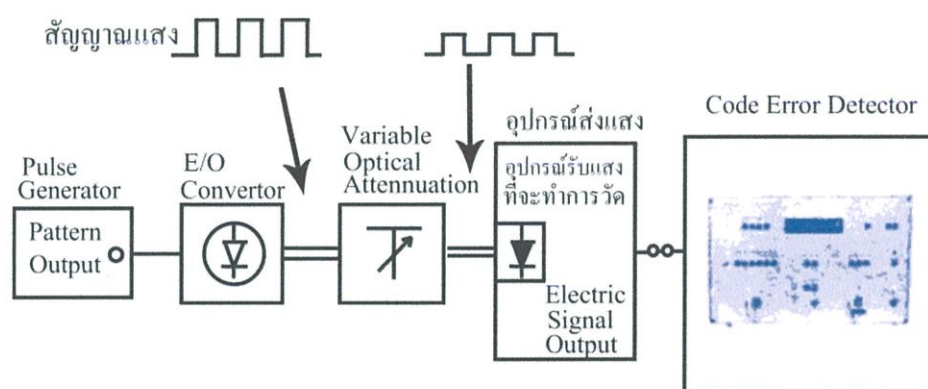 สัญญาณแสง
Code Error Detector
อุปกรณ์ส่งแสง
Variable
Optical
Attennuation
E/O
Convertor
Pulse
Generator
อุปกรณ์รับแสง
ที่จะทำการวัด
Pattern
Output
Electric
Signal
Output